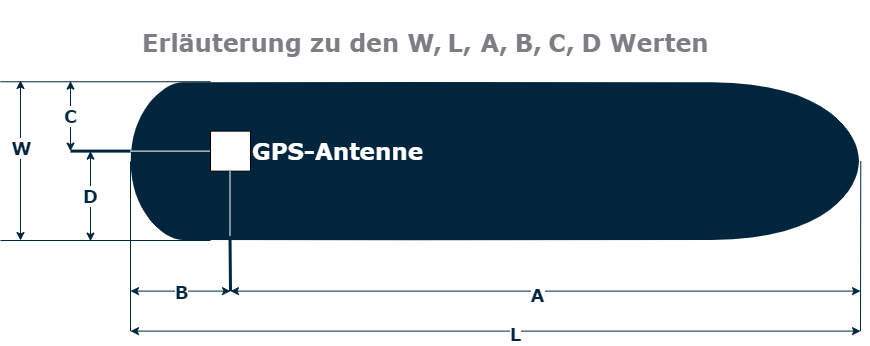 Erläuterung zu den W, L, A, B, C, D Werten
C
W
GPS-Antenne
D
B
A
L